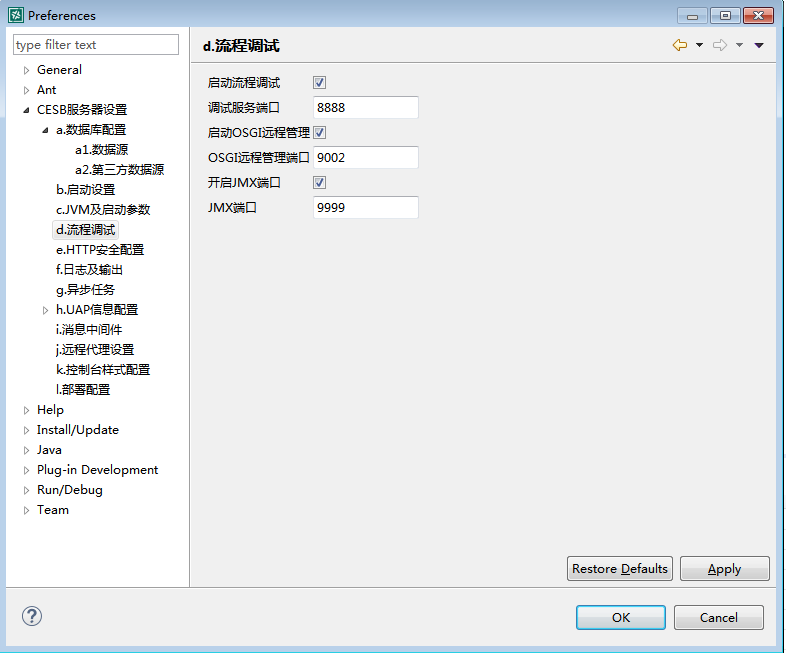 Preferences
type filter text
General
Ant
CESB服务器设置
a.数据库配置
a1.数据源
a2.第三方数据源
b.启动设置
c.JVM及启动参数
d.流程调试
e.HTTP安全配置
f.日志及输出
g.异步任务
h.UAP信息配置
i.消息中间件
j.远程代理设置
k.控制台样式配置
l.部署配置
Help
Install/Update
Java
Plug-in Development
Run/Debug
Team
d.流程调试
启动流程调试
调试服务端口 8888
启动OSGI远程管理
OSGI远程管理端口 9002
开启JMX端口
JMX端口 9999
Restore Defaults Apply
? OK Cancel